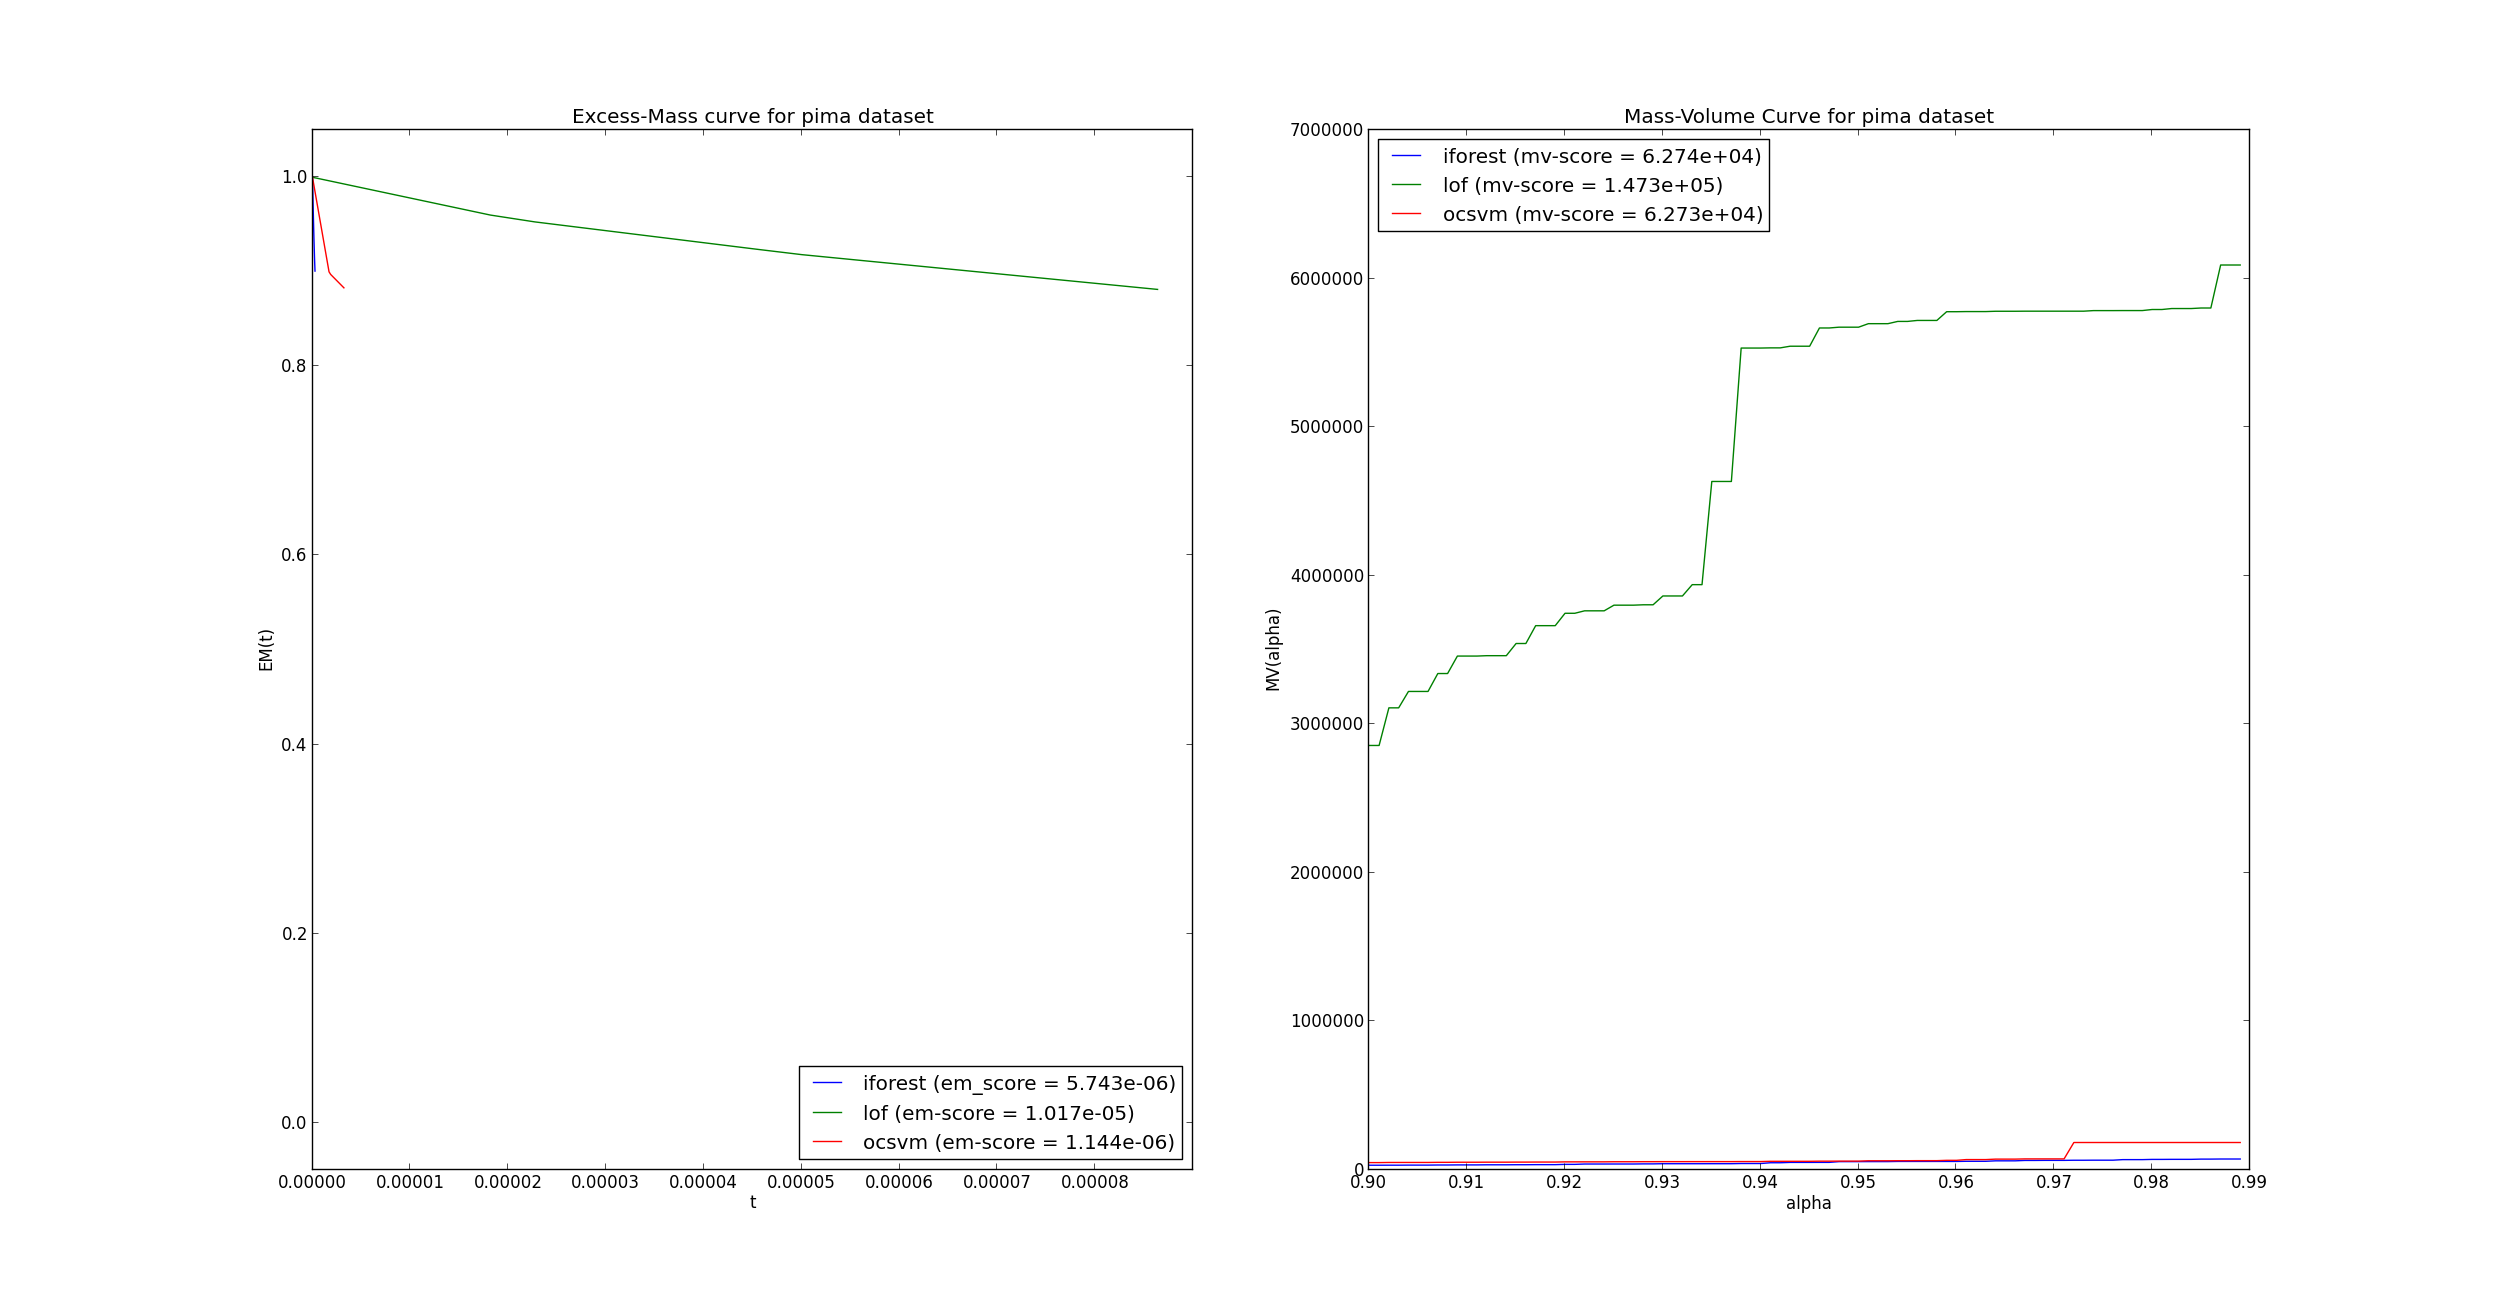 Excess-Mass curve for pima dataset
EM(t)
1.0
0.8
0.6
0.4
0.2
0.0
0.00000 0.00001 0.00002 0.00003 0.00004 0.00005 0.00006 0.00007 0.00008
t
iforest (em_score = 5.743e-06)
lof (em-score = 1.017e-05)
ocsvm (em-score = 1.144e-06)
Mass-Volume Curve for pima dataset
MV(alpha)
7000000
6000000
5000000
4000000
3000000
2000000
1000000
0
0.90 0.91 0.92 0.93 0.94 0.95 0.96 0.97 0.98 0.99
alpha
iforest (mv-score = 6.274e+04)
lof (mv-score = 1.473e+05)
ocsvm (mv-score = 6.273e+04)